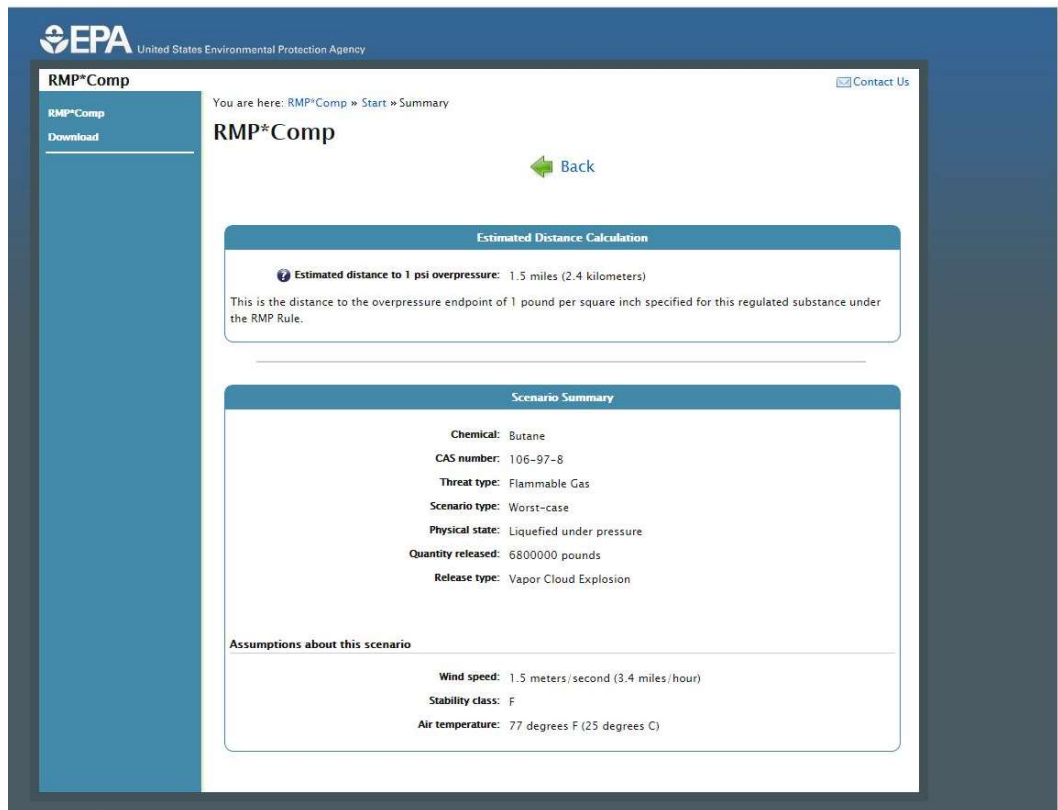 EPA United States Environmental Protection Agency
RMP*Comp
Contact Us
RMP*Comp
Download
You are here: RMP*Comp » Start » Summary
RMP*Comp
Back
Estimated Distance Calculation
Estimated distance to 1 psi overpressure: 1.5 miles (2.4 kilometers)
This is the distance to the overpressure endpoint of 1 pound per square inch specified for this regulated substance under
the RMP Rule.
Scenario Summary
Chemical: Butane
CAS number: 106-97-8
Threat type: Flammable Gas
Scenario type: Worst-case
Physical state: Liquefied under pressure
Quantity released: 6800000 pounds
Release type: Vapor Cloud Explosion
Assumptions about this scenario
Wind speed: 1.5 meters/second (3.4 miles/hour)
Stability class: F
Air temperature: 77 degrees F (25 degrees C)